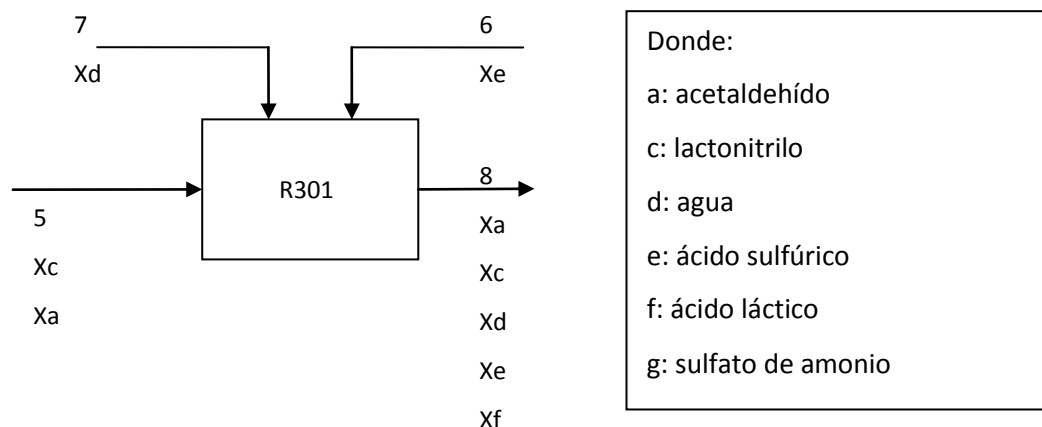 7
Xd
6
Xe
R301
5
Xc
Xa
8
Xa
Xc
Xd
Xe
Xf
Donde:
a: acetaldehído
c: lactonitrilo
d: agua
e: ácido sulfúrico
f: ácido láctico
g: sulfato de amonio